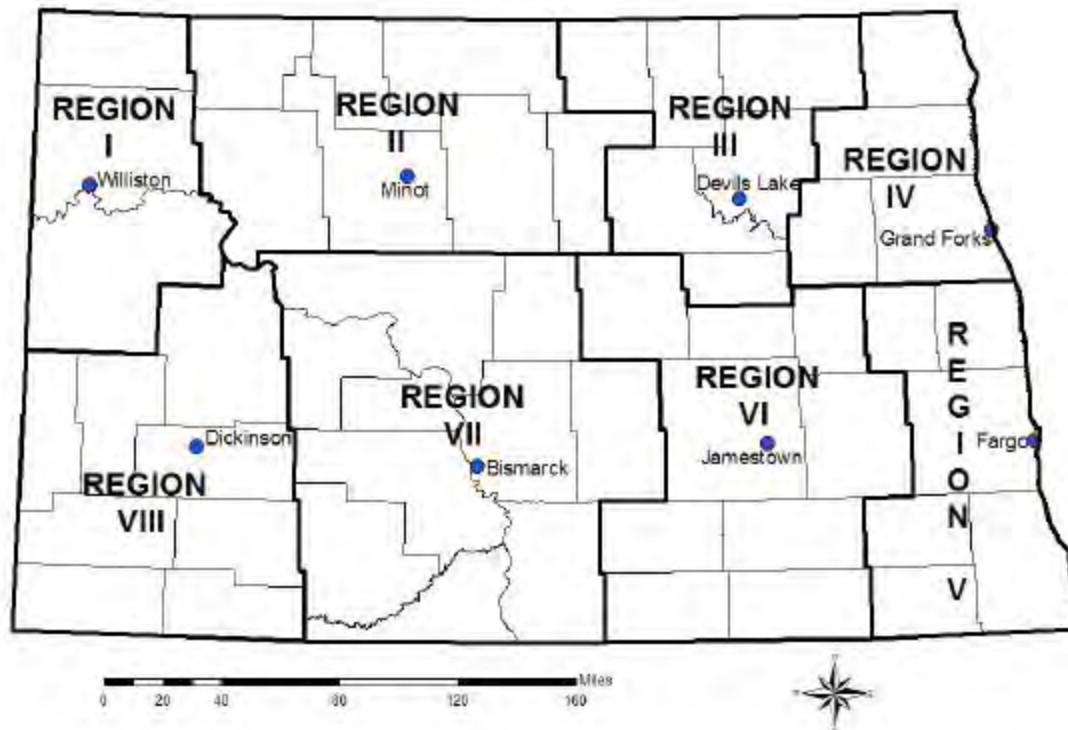 REGION
I
Williston
REGION
II
Minot
REGION
III
Devils Lake
REGION
IV
Grand Forks
REGION
VIII
Dickinson
REGION
VII
Bismarck
REGION
VI
Jamestown
REGION V
Fargo
0 20 40 80 120 160
Miles